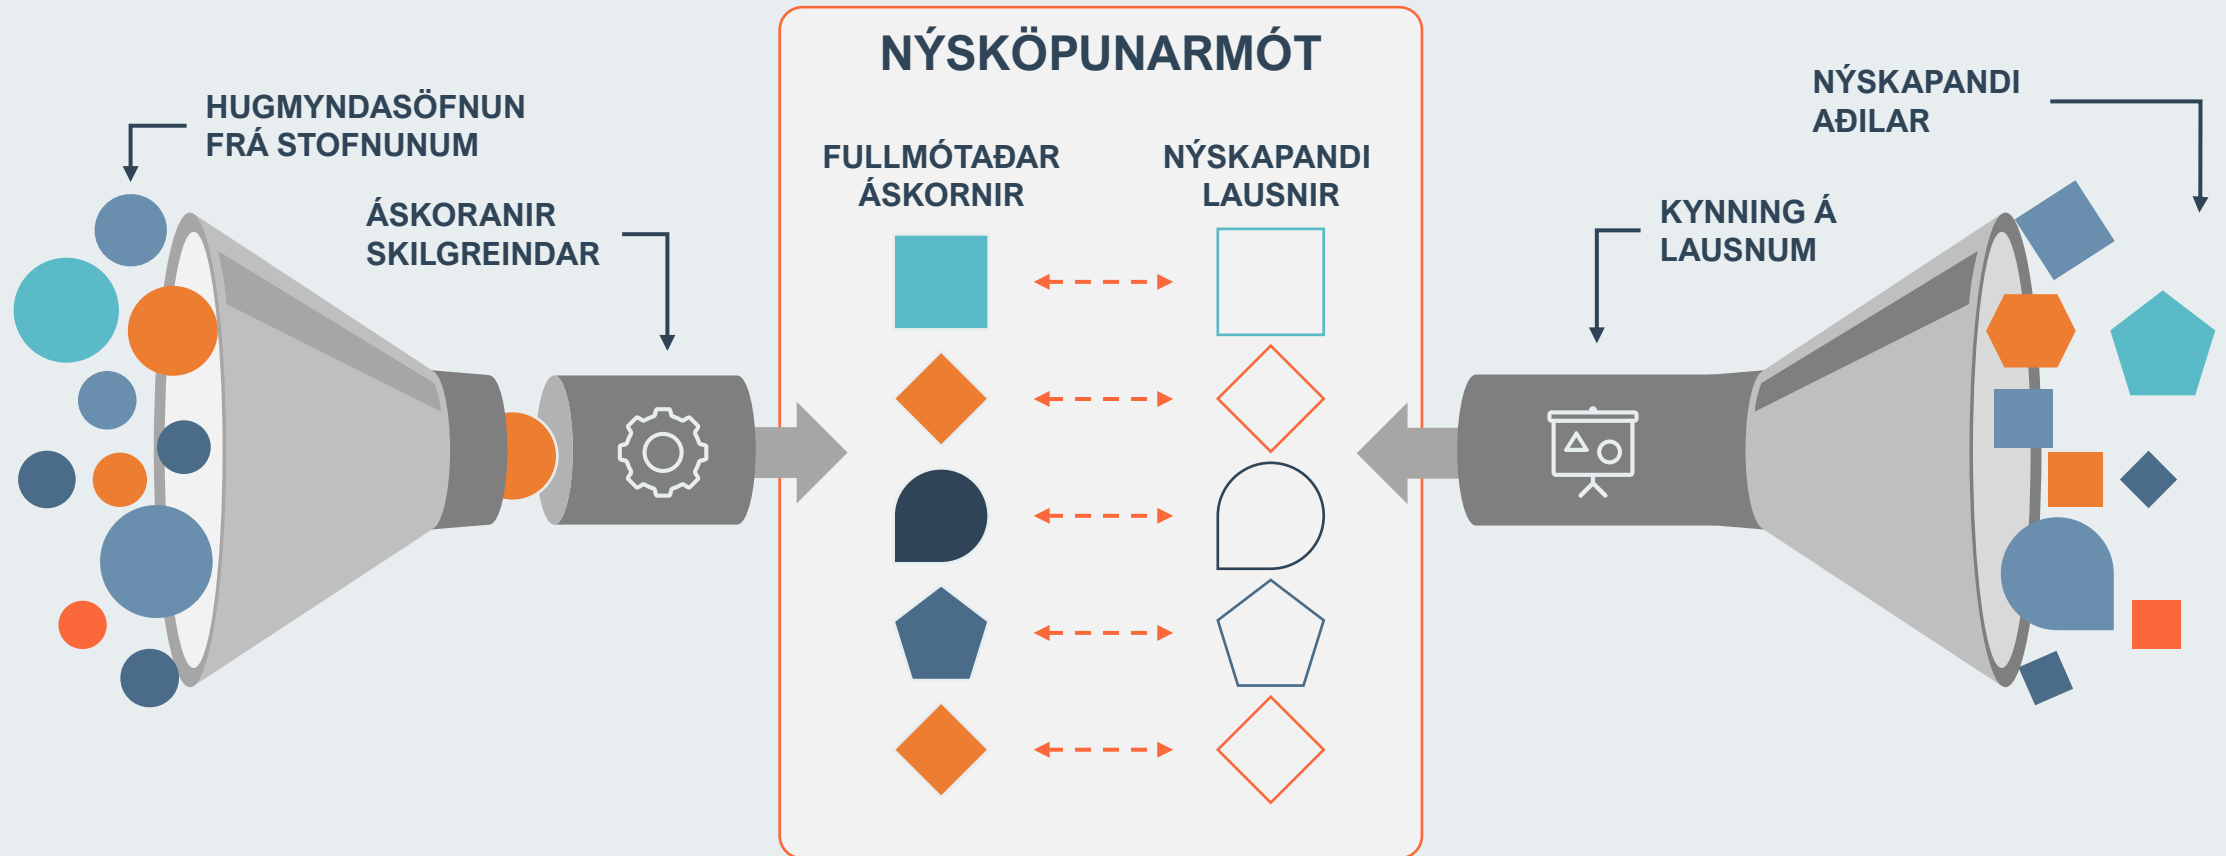 NÝSKÖPUNARMÓT
HUGMYNDASÖFNUN
FRÁ STOFNUNUM
ÁSKORANIR
SKILGREINDAR
FULLMÓTAÐAR
ÁSKORNIR
NÝSKAPANDI
LAUSNIR
KYNNING Á
LAUSNUM
NÝSKAPANDI
AÐILAR